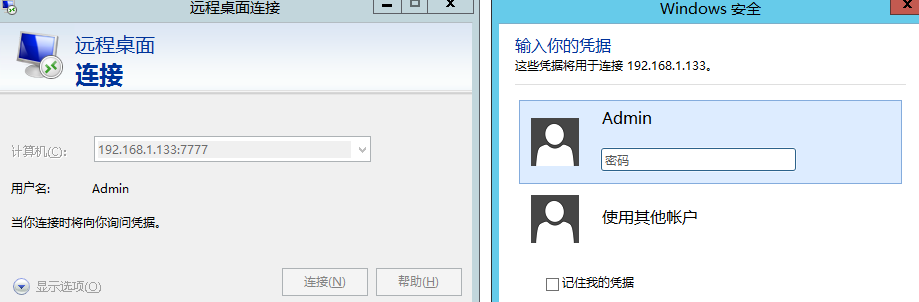 远程桌面连接
远程桌面
连接
计算机(C):
192.168.1.133:7777
用户名:
Admin
当你连接时将向你询问凭据。
显示选项(O)
连接(N)
帮助(H)
Windows 安全
输入你的凭据
这些凭据将用于连接 192.168.1.133。
Admin
密码
使用其他帐户
记住我的凭据